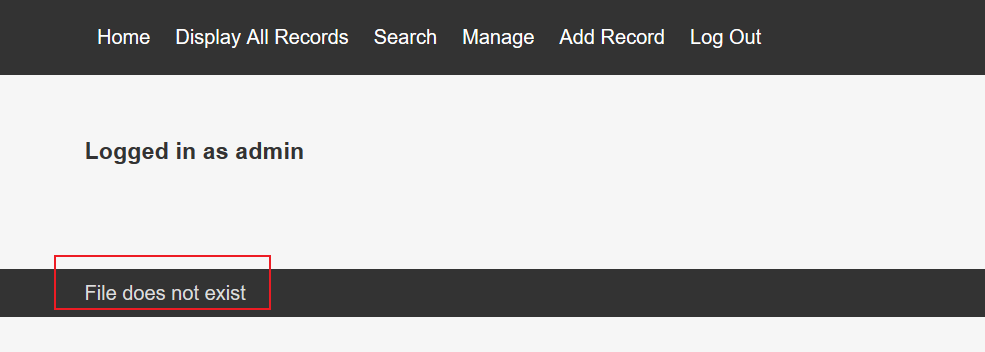 Home Display All Records Search Manage Add Record Log Out
Logged in as admin
File does not exist